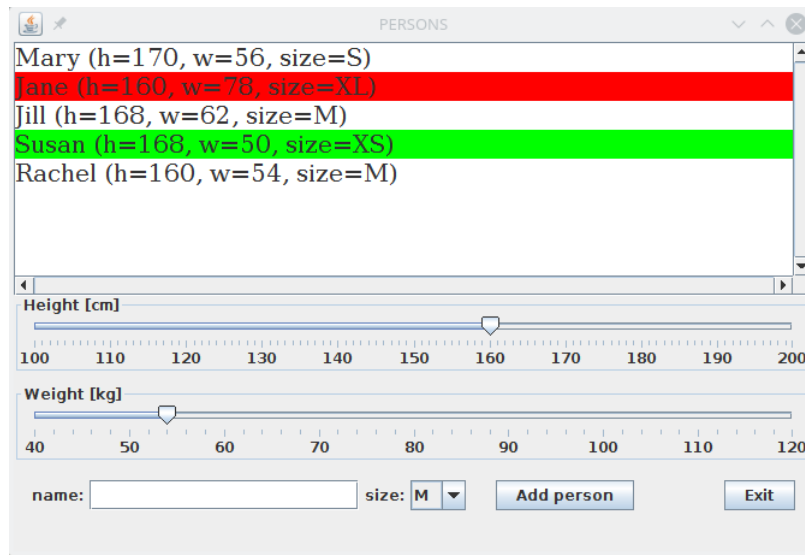 PERSONS
Mary (h=170, w=56, size=S)
Jane (h=160, w=78, size=XL)
Jill (h=168, w=62, size=M)
Susan (h=168, w=50, size=XS)
Rachel (h=160, w=54, size=M)
Height [cm]
100 110 120 130 140 150 160 170 180 190 200
Weight [kg]
40 50 60 70 80 90 100 110 120
name: size: M Add person Exit